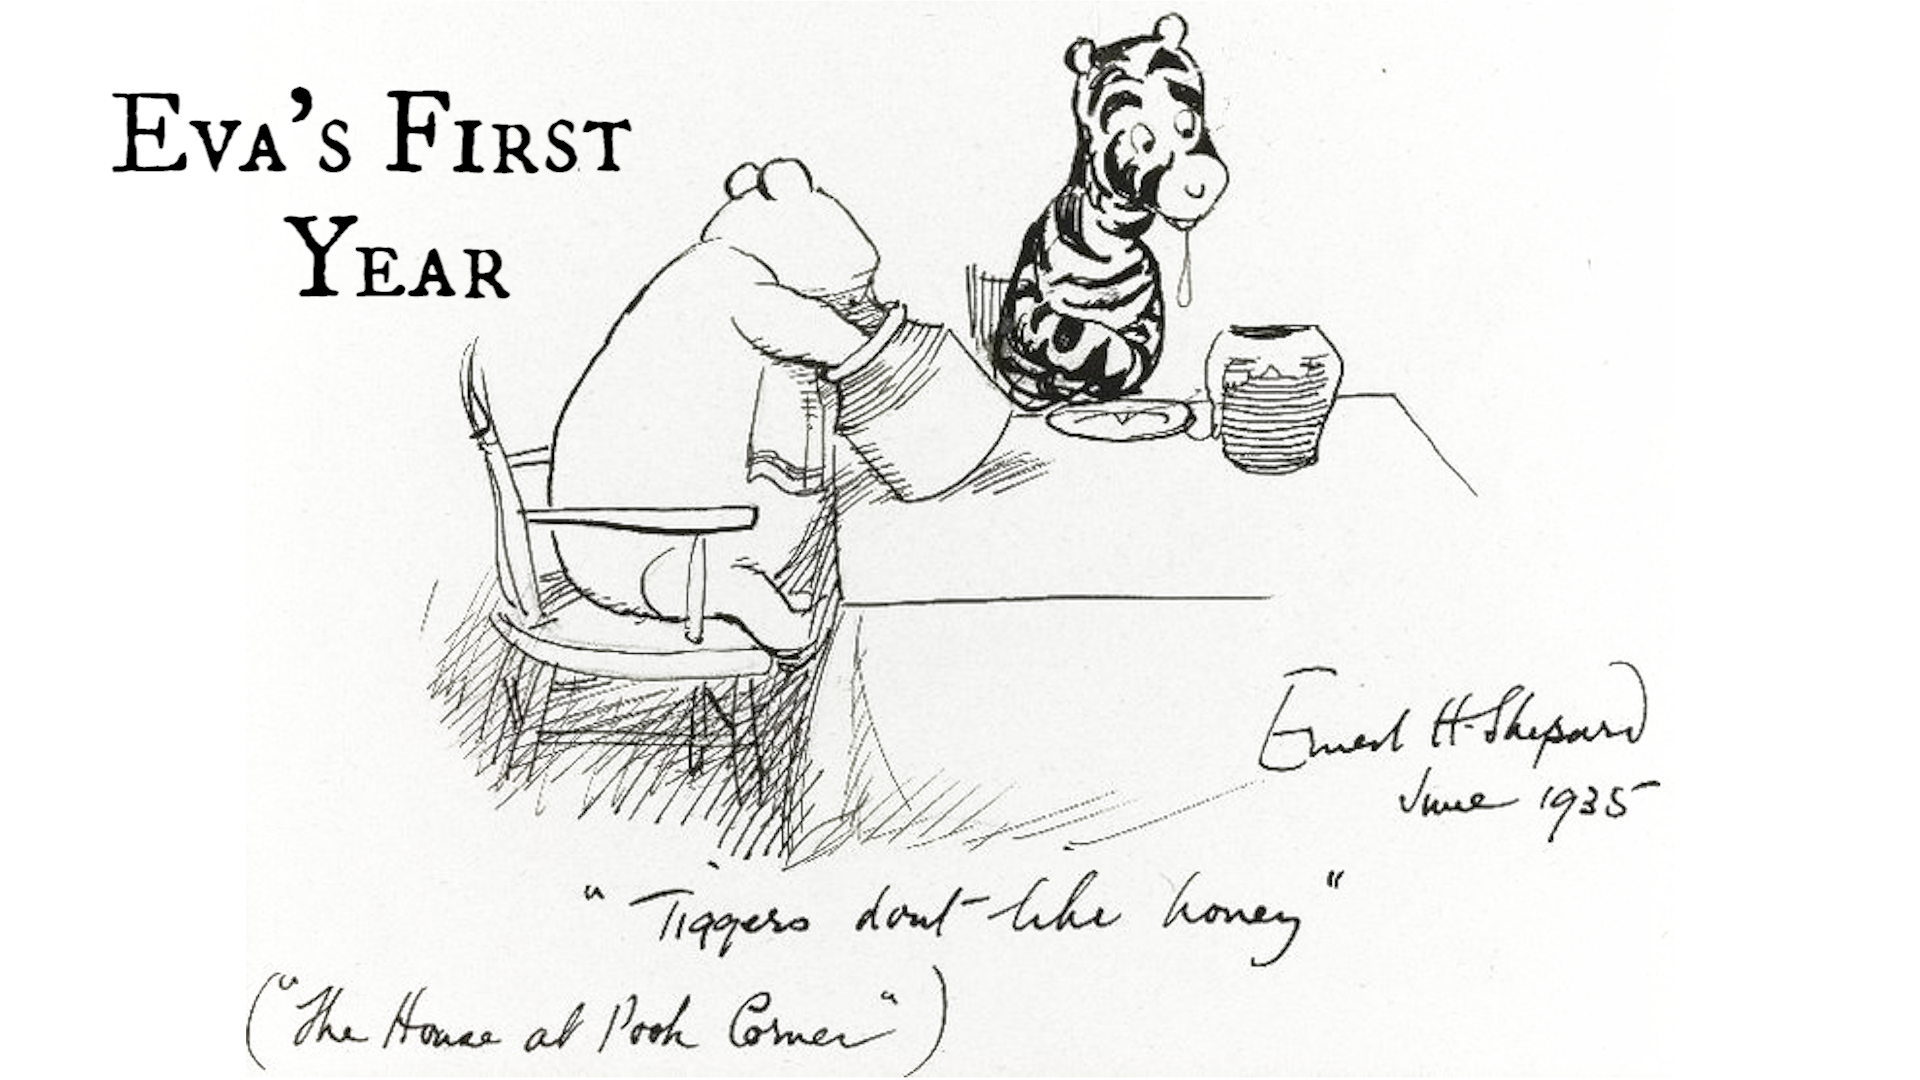 Eva's First
Year
Ernest H. Shepard
June 1935
"Tiggers dont like honey"
("The House at Pooh Corner")